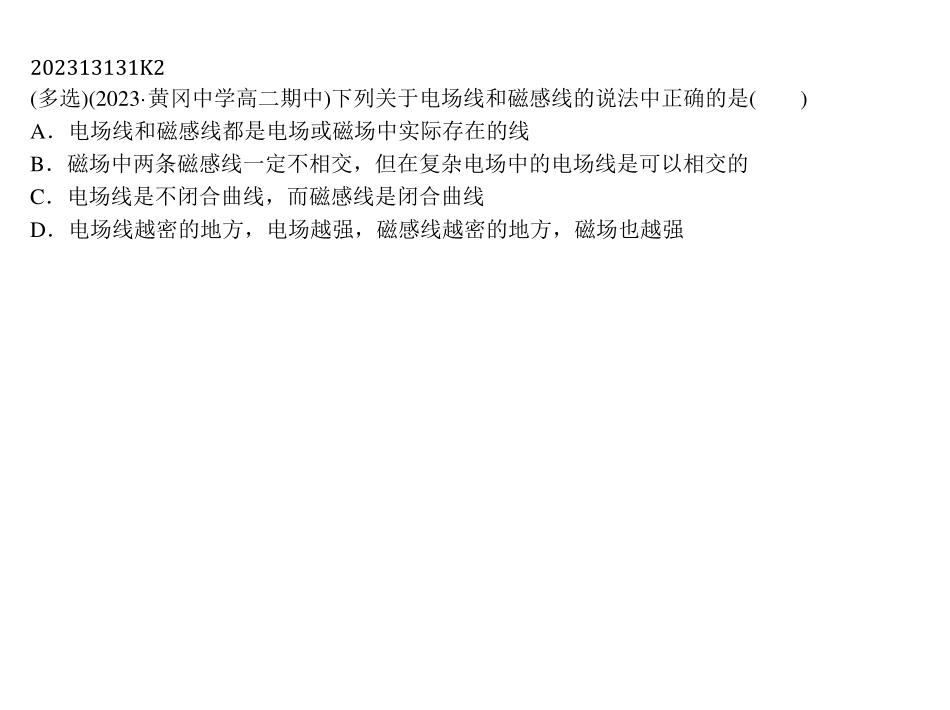 202313131K2
(多选)(2023·黄冈中学高二期中)下列关于电场线和磁感线的说法中正确的是(　　)
A．电场线和磁感线都是电场或磁场中实际存在的线
B．磁场中两条磁感线一定不相交，但在复杂电场中的电场线是可以相交的
C．电场线是不闭合曲线，而磁感线是闭合曲线
D．电场线越密的地方，电场越强，磁感线越密的地方，磁场也越强